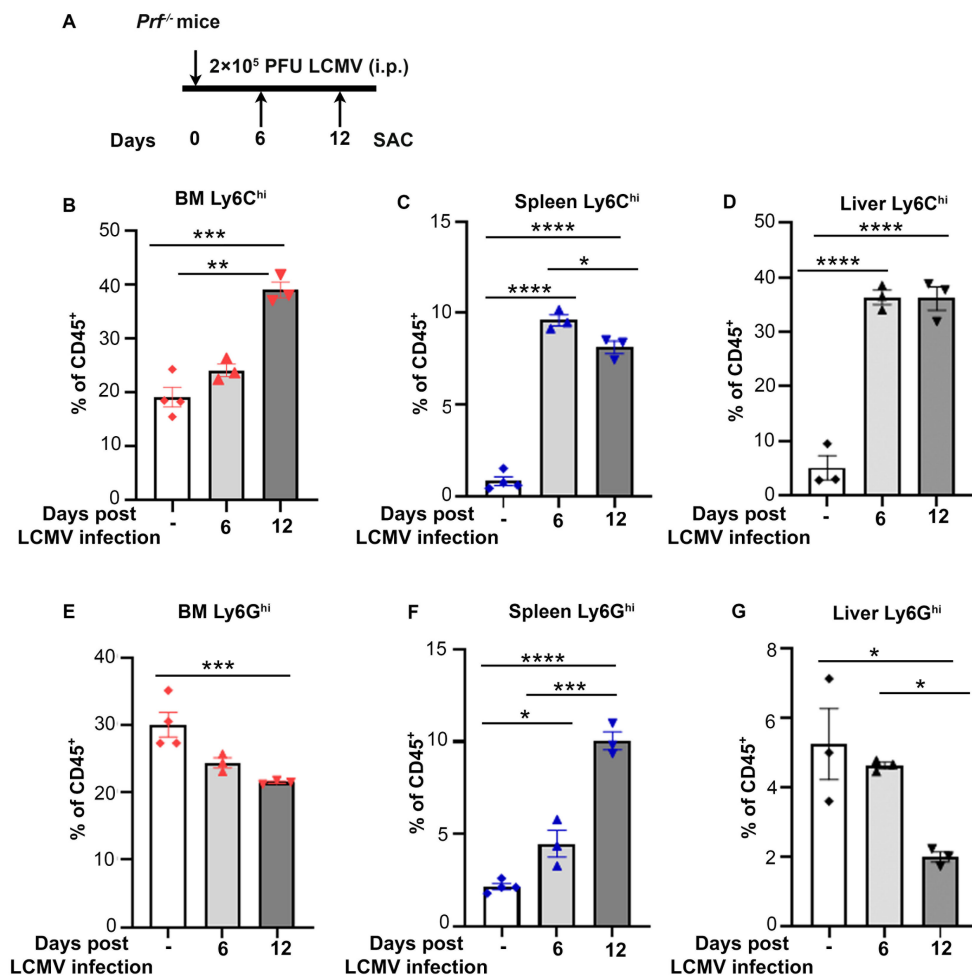 A
Prf-/- mice
2×10⁵ PFU LCMV (i.p.)
Days 0 6 12 SAC
B
BM Ly6Cʰⁱ
% of CD45⁺
50
40
30
20
10
0
***
**
- 6 12
Days post
LCMV infection
C
Spleen Ly6Cʰⁱ
% of CD45⁺
15
10
5
0
****
*
****
- 6 12
Days post
LCMV infection
D
Liver Ly6Cʰⁱ
% of CD45⁺
50
40
30
20
10
0
****
****
- 6 12
Days post
LCMV infection
E
BM Ly6Gʰⁱ
% of CD45⁺
40
30
20
10
0
***
- 6 12
Days post
LCMV infection
F
Spleen Ly6Gʰⁱ
% of CD45⁺
15
10
5
0
****
***
*
- 6 12
Days post
LCMV infection
G
Liver Ly6Gʰⁱ
% of CD45⁺
8
6
4
2
0
*
*
- 6 12
Days post
LCMV infection